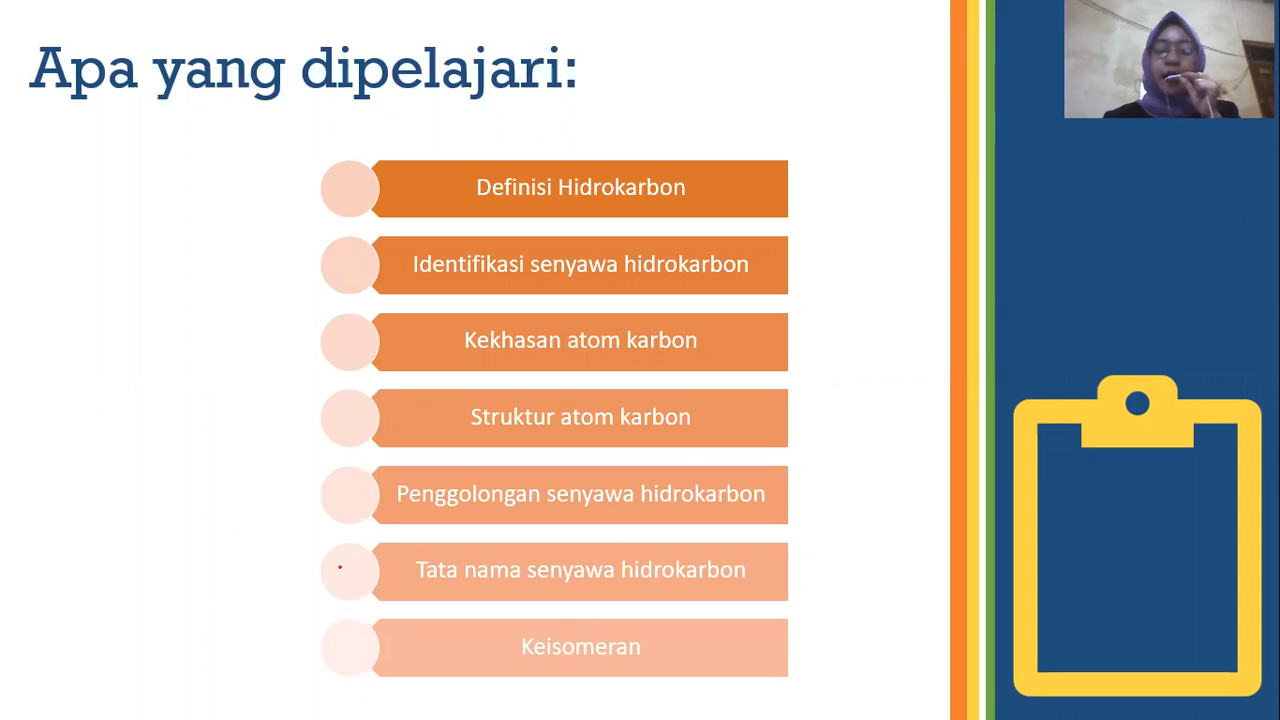 Apa yang dipelajari:
Definisi Hidrokarbon
Identifikasi senyawa hidrokarbon
Kekhasan atom karbon
Struktur atom karbon
Penggolongan senyawa hidrokarbon
Tata nama senyawa hidrokarbon
Keisomeran